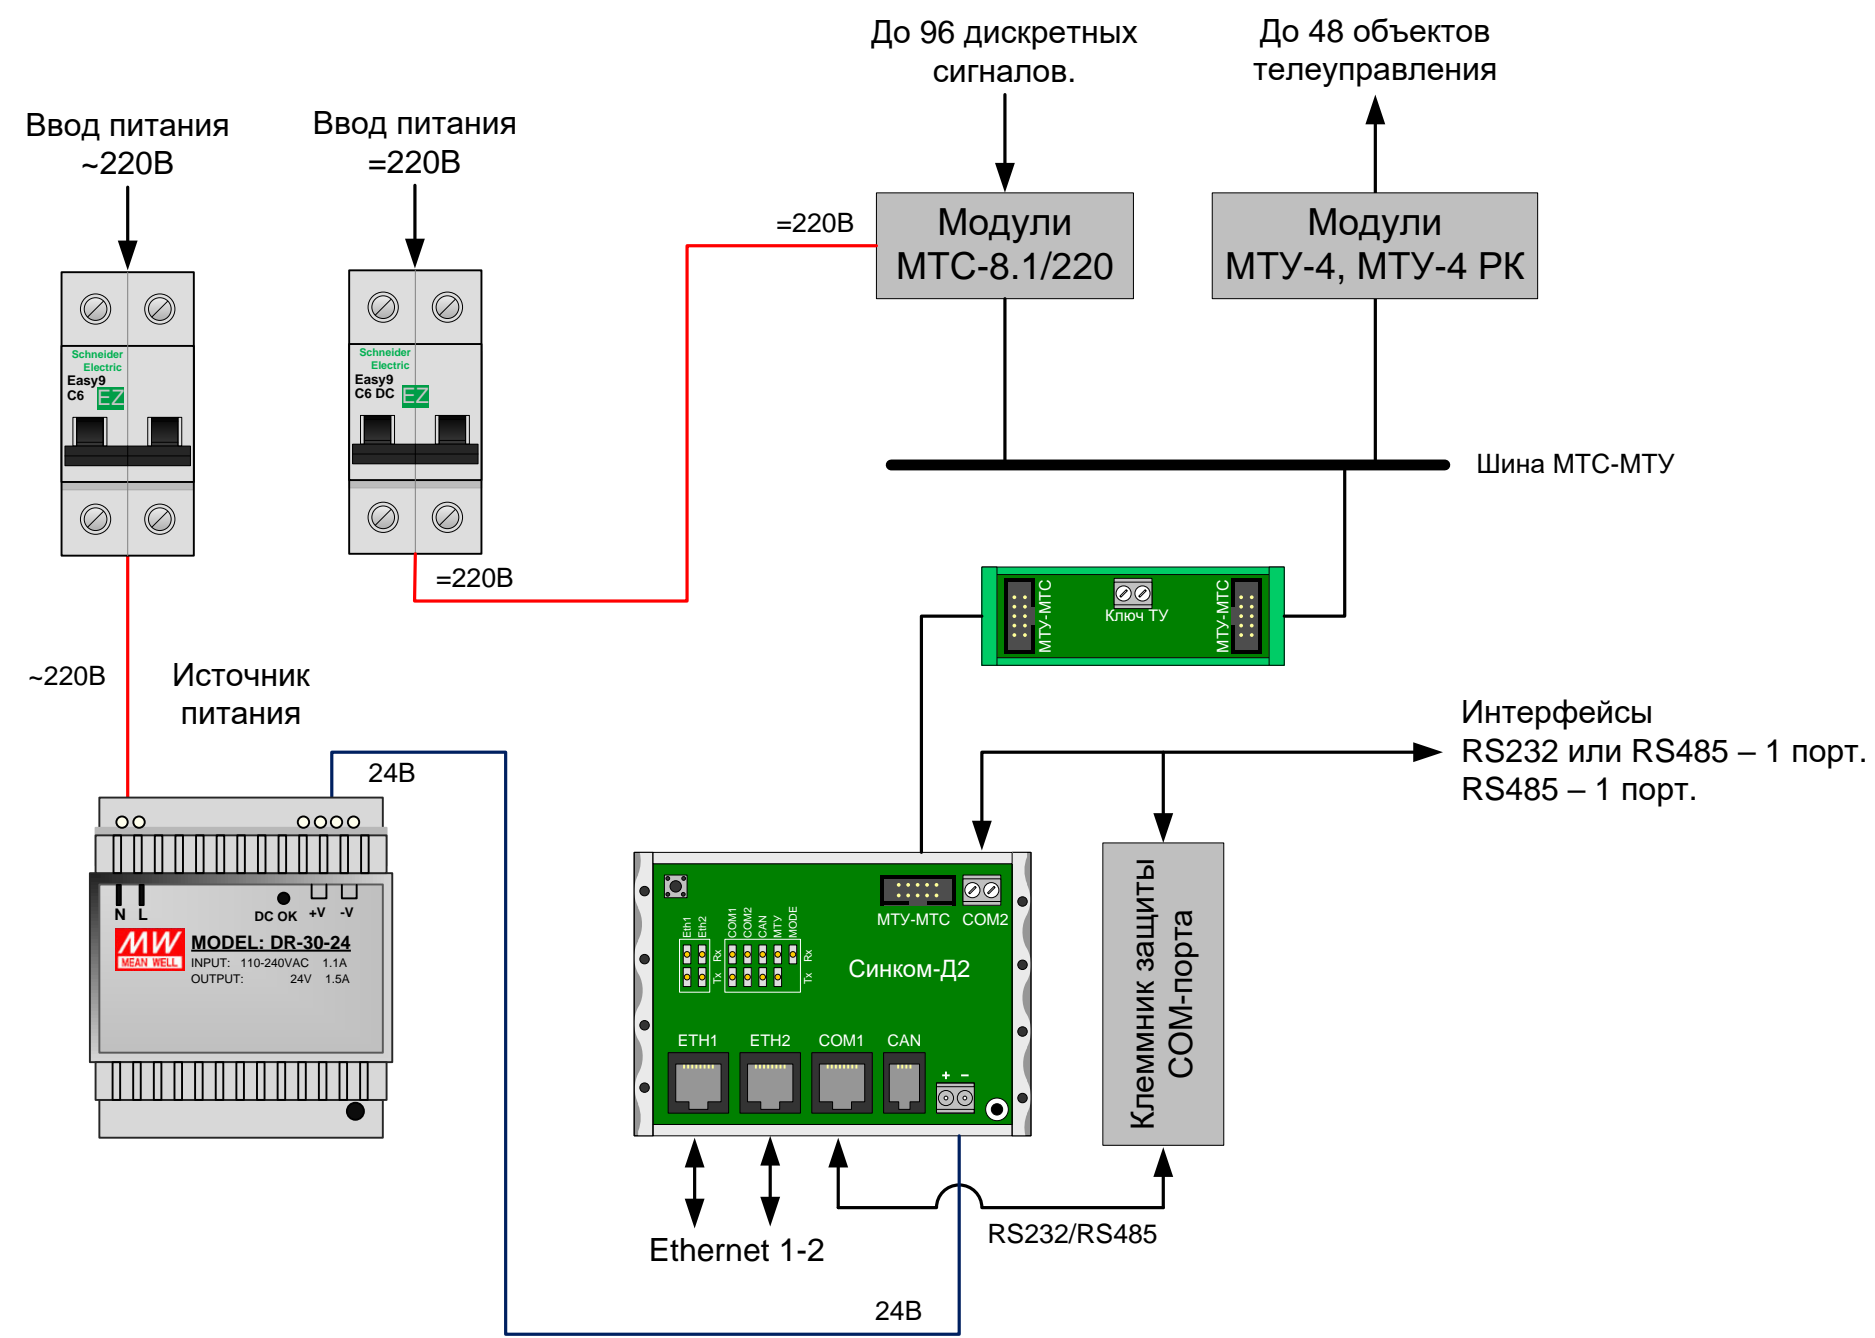 До 96 дискретных
сигналов.
До 48 объектов
телеуправления
Ввод питания
~220В
Ввод питания
=220В
=220В
Модули
МТС-8.1/220
Модули
МТУ-4, МТУ-4 РК
Schneider
Electric
Easy9
C6
EZ
Schneider
Electric
Easy9
C6 DC
EZ
Шина МТС-МТУ
=220В
МТУ-МТС
Ключ ТУ
МТУ-МТС
~220В
Источник
питания
24В
Интерфейсы
RS232 или RS485 – 1 порт.
RS485 – 1 порт.
N L
DC OK
+V -V
MW
MEAN WELL
MODEL: DR-30-24
INPUT: 110-240VAC 1.1A
OUTPUT: 24V 1.5A
Eth1
Eth2
COM1
COM2
CAN
МТУ
MODE
Rx
Tx
Rx
Tx
МТУ-МТС
COM2
Синком-Д2
ETH1
ETH2
COM1
CAN
+ −
Клеммник защиты
COM-порта
RS232/RS485
Ethernet 1-2
24В